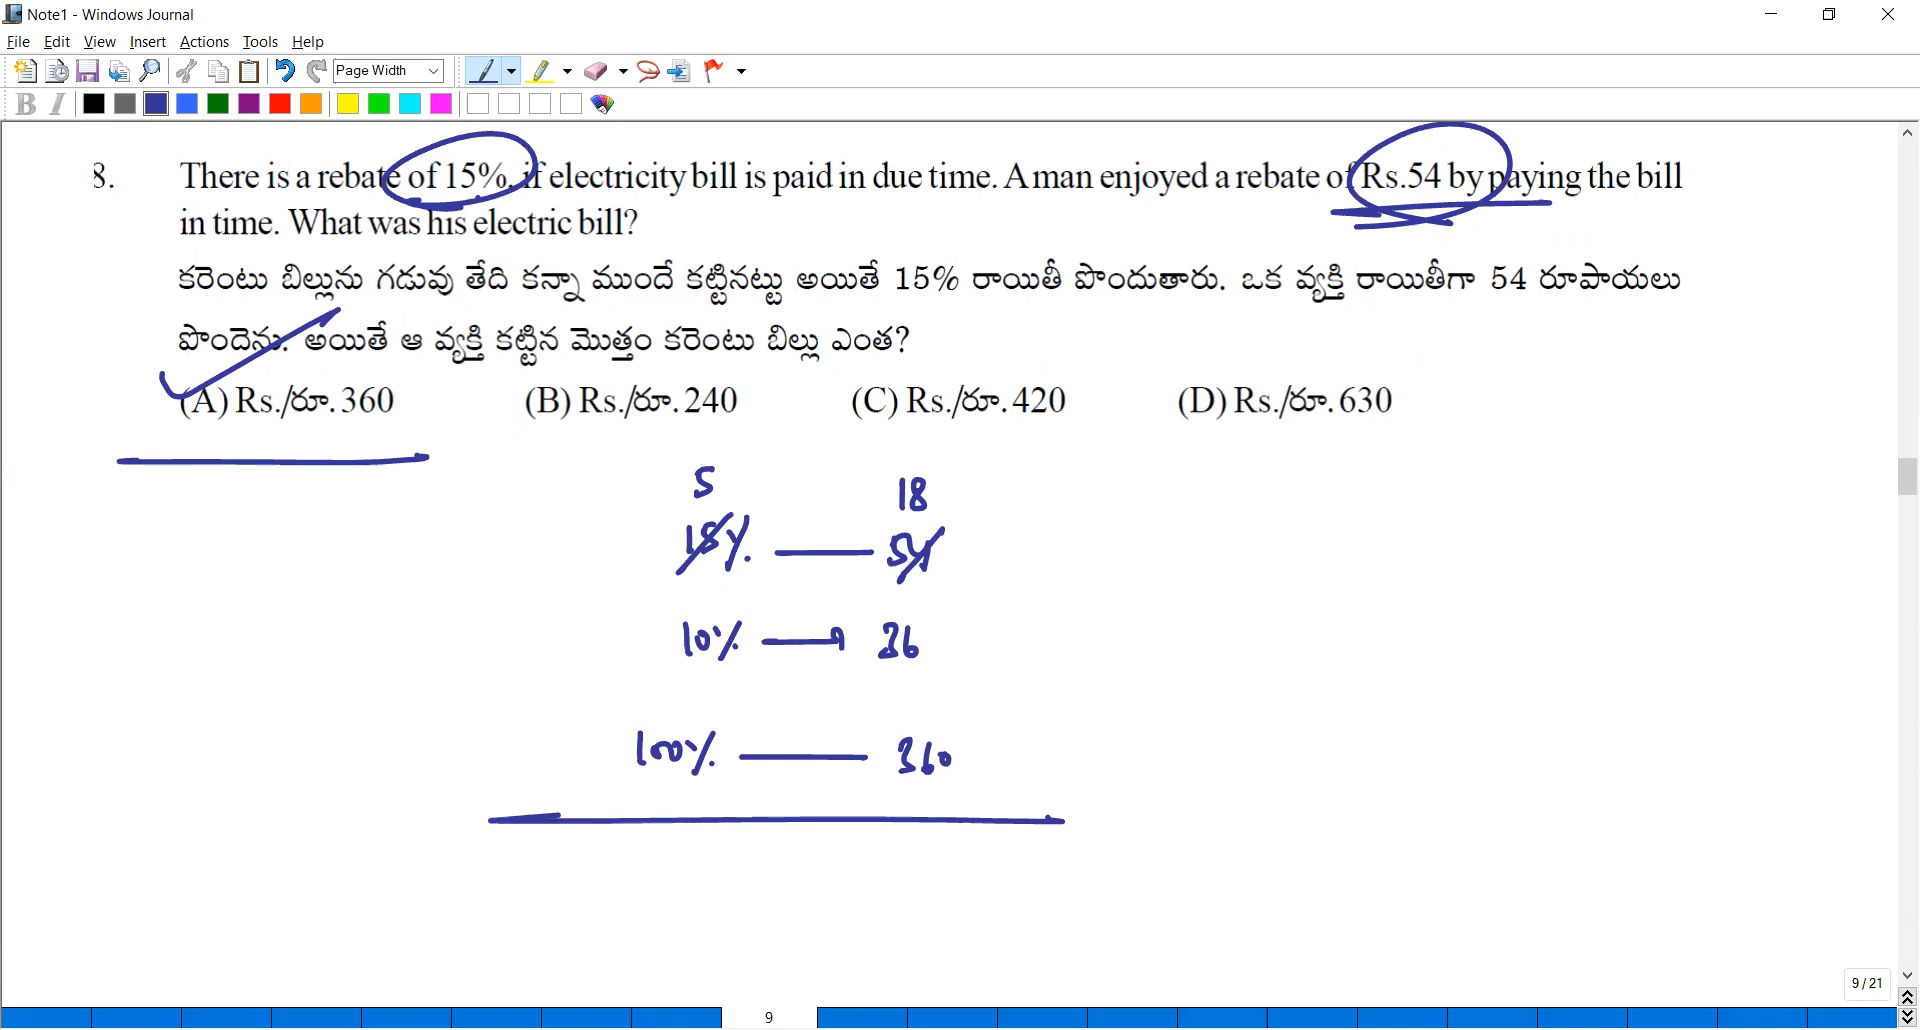 Note1 - Windows Journal
File Edit View Insert Actions Tools Help
Page Width
B I
8. There is a rebate of 15%, if electricity bill is paid in due time. A man enjoyed a rebate of Rs.54 by paying the bill
in time. What was his electric bill?
కరెంటు బిల్లును గడువు తేది కన్నా ముందే కట్టినట్టు అయితే 15% రాయితీ పొందుతారు. ఒక వ్యక్తి రాయితీగా 54 రూపాయలు
పొందెను. అయితే ఆ వ్యక్తి కట్టిన మొత్తం కరెంటు బిల్లు ఎంత?
(A) Rs./రూ. 360 (B) Rs./రూ. 240 (C) Rs./రూ. 420 (D) Rs./రూ. 630
5 18
15% 54
10% 36
100% 360
9 / 21
9